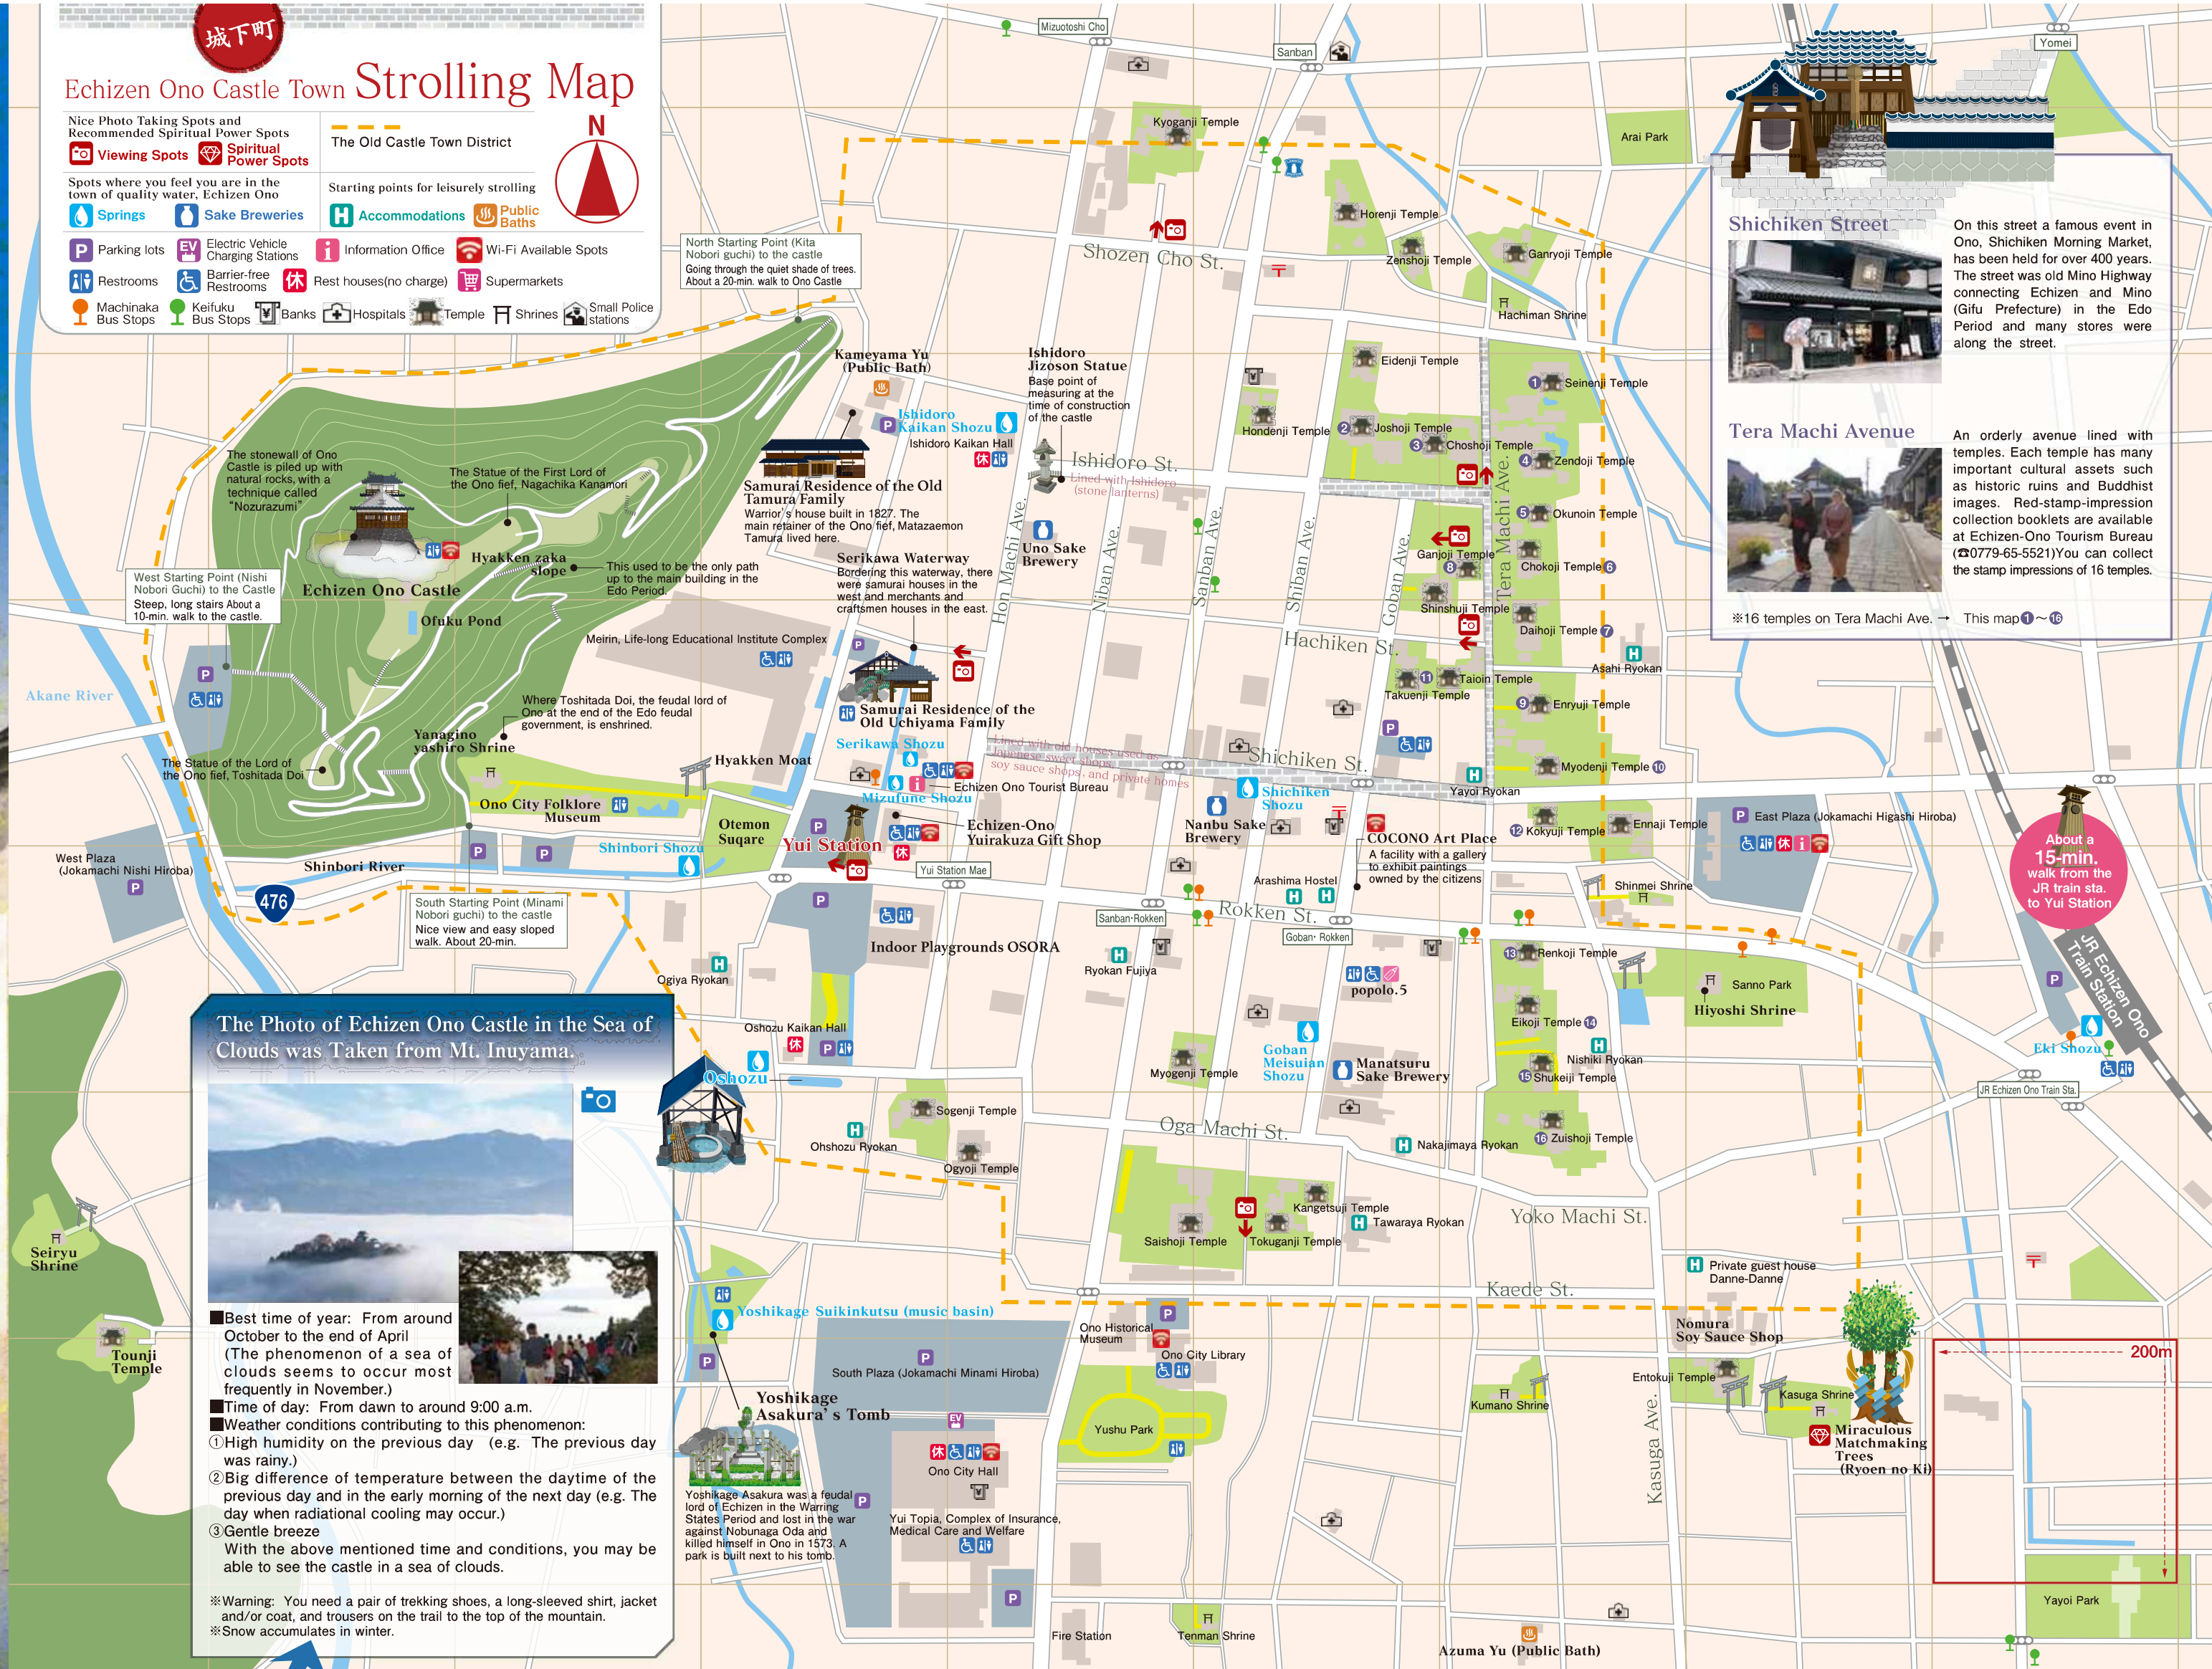 城下町
Echizen Ono Castle Town Strolling Map
Nice Photo Taking Spots and
Recommended Spiritual Power Spots
Viewing Spots
Spiritual
Power Spots
The Old Castle Town District
N
Spots where you feel you are in the
town of quality water, Echizen Ono
Springs
Sake Breweries
Starting points for leisurely strolling
H Accommodations
Public
Baths
P Parking lots
EV Electric Vehicle
Charging Stations
i Information Office
Wi-Fi Available Spots
Restrooms
Barrier-free
Restrooms
休 Rest houses(no charge)
Supermarkets
Machinaka
Bus Stops
Keifuku
Bus Stops
Banks
Hospitals
Temple
Shrines
Small Police
stations
Mizuotoshi Cho
Sanban
Yomei
Kyoganji Temple
Arai Park
Horenji Temple
Zenshoji Temple
Ganryoji Temple
Hachiman Shrine
Shozen Cho St.
North Starting Point (Kita
Nobori guchi) to the castle
Going through the quiet shade of trees.
About a 20-min. walk to Ono Castle
Shichiken Street
On this street a famous event in
Ono, Shichiken Morning Market,
has been held for over 400 years.
The street was old Mino Highway
connecting Echizen and Mino
(Gifu Prefecture) in the Edo
Period and many stores were
along the street.
Tera Machi Avenue
An orderly avenue lined with
temples. Each temple has many
important cultural assets such
as historic ruins and Buddhist
images. Red-stamp-impression
collection booklets are available
at Echizen-Ono Tourism Bureau
(☎0779-65-5521)You can collect
the stamp impressions of 16 temples.
※16 temples on Tera Machi Ave. → This map❶～⓰
Kameyama Yu
(Public Bath)
Ishidoro
Kaikan Shozu
P
Ishidoro Kaikan Hall
休
Ishidoro
Jizoson Statue
Base point of
measuring at the
time of construction
of the castle
Ishidoro St.
Lined with Ishidoro
(stone lanterns)
Eidenji Temple
❶ Seinenji Temple
Hondenji Temple
❷ Joshoji Temple
❸ Choshoji Temple
❹ Zendoji Temple
❺ Okunoin Temple
Ganjoji Temple
❽
Chokoji Temple ❻
Shinshuji Temple
Daihoji Temple ❼
Asahi Ryokan
H
⓫ Taioin Temple
Takuenji Temple
❾ Enryuji Temple
Myodenji Temple ❿
Yayoi Ryokan
H
Hon Machi Ave.
Niban Ave.
Sanban Ave.
Shiban Ave.
Goban Ave.
Tera Machi Ave.
Hachiken St.
The stonewall of Ono
Castle is piled up with
natural rocks, with a
technique called
“Nozurazumi”
The Statue of the First Lord of
the Ono fief, Nagachika Kanamori
Samurai Residence of the Old
Tamura Family
Warrior's house built in 1827. The
main retainer of the Ono fief, Matazaemon
Tamura lived here.
Uno Sake
Brewery
Serikawa Waterway
Bordering this waterway, there
were samurai houses in the
west and merchants and
craftsmen houses in the east.
Hyakken zaka
slope
This used to be the only path
up to the main building in the
Edo Period.
Echizen Ono Castle
West Starting Point (Nishi
Nobori Guchi) to the Castle
Steep, long stairs About a
10-min. walk to the castle.
Ofuku Pond
Meirin, Life-long Educational Institute Complex
P
P
Akane River
Samurai Residence of the
Old Uchiyama Family
Where Toshitada Doi, the feudal lord of
Ono at the end of the Edo feudal
government, is enshrined.
Yanagino
yashiro Shrine
The Statue of the Lord of
the Ono fief, Toshitada Doi
Hyakken Moat
Serikawa Shozu
Lined with old houses used as
Japenese sweet shops,
soy sauce shops, and private homes
Shichiken St.
P
i
Mizufune Shozu
Echizen Ono Tourist Bureau
Ono City Folklore
Museum
Otemon
Suqare
P
Yui Station
Echizen-Ono
Yuirakuza Gift Shop
休
Yui Station Mae
Nanbu Sake
Brewery
Shichiken
Shozu
COCONO Art Place
A facility with a gallery
to exhibit paintings
owned by the citizens
⓬ Kokyuji Temple
Ennaji Temple
P East Plaza (Jokamachi Higashi Hiroba)
休 i
About a
15-min.
walk from the
JR train sta.
to Yui Station
West Plaza
(Jokamachi Nishi Hiroba)
P
Shinbori River
Shinbori Shozu
P
P
476
South Starting Point (Minami
Nobori guchi) to the castle
Nice view and easy sloped
walk. About 20-min.
P
Indoor Playgrounds OSORA
Arashima Hostel
H H
Shinmei Shrine
Sanban・Rokken
Rokken St.
Goban・Rokken
Ryokan Fujiya
H
popolo.5
⓭ Renkoji Temple
Hiyoshi Shrine
Sanno Park
JR Echizen Ono
Train Station
P
Eki Shozu
JR Echizen Ono Train Sta.
Ogiya Ryokan
H
Oshozu Kaikan Hall
休
P
Oshozu
Goban
Meisuian
Shozu
Manatsuru
Sake Brewery
Myogenji Temple
Eikoji Temple ⓮
Nishiki Ryokan
H
⓯ Shukeiji Temple
⓰ Zuishoji Temple
Sogenji Temple
Ohshozu Ryokan
H
Ogyoji Temple
Oga Machi St.
H Nakajimaya Ryokan
Kangetsuji Temple
Saishoji Temple
Tokuganji Temple
H Tawaraya Ryokan
Yoko Machi St.
Kaede St.
H Private guest house
Danne-Danne
Nomura
Soy Sauce Shop
Entokuji Temple
Kasuga Shrine
Kumano Shrine
Kasuga Ave.
Miraculous
Matchmaking
Trees
(Ryoen no Ki)
200m
Yayoi Park
The Photo of Echizen Ono Castle in the Sea of
Clouds was Taken from Mt. Inuyama.
■Best time of year: From around
October to the end of April
(The phenomenon of a sea of
clouds seems to occur most
frequently in November.)
■Time of day: From dawn to around 9:00 a.m.
■Weather conditions contributing to this phenomenon:
①High humidity on the previous day (e.g. The previous day
was rainy.)
②Big difference of temperature between the daytime of the
previous day and in the early morning of the next day (e.g. The
day when radiational cooling may occur.)
③Gentle breeze
With the above mentioned time and conditions, you may be
able to see the castle in a sea of clouds.
※Warning: You need a pair of trekking shoes, a long-sleeved shirt, jacket
and/or coat, and trousers on the trail to the top of the mountain.
※Snow accumulates in winter.
Seiryu
Shrine
Tounji
Temple
Yoshikage Suikinkutsu (music basin)
P
South Plaza (Jokamachi Minami Hiroba)
P
Yoshikage
Asakura's Tomb
Yoshikage Asakura was a feudal
lord of Echizen in the Warring
States Period and lost in the war
against Nobunaga Oda and
killed himself in Ono in 1573. A
park is built next to his tomb.
EV
休
Ono City Hall
P
Yui Topia, Complex of Insurance,
Medical Care and Welfare
P
Ono Historical
Museum
P
Ono City Library
Yushu Park
Fire Station
Tenman Shrine
Azuma Yu (Public Bath)